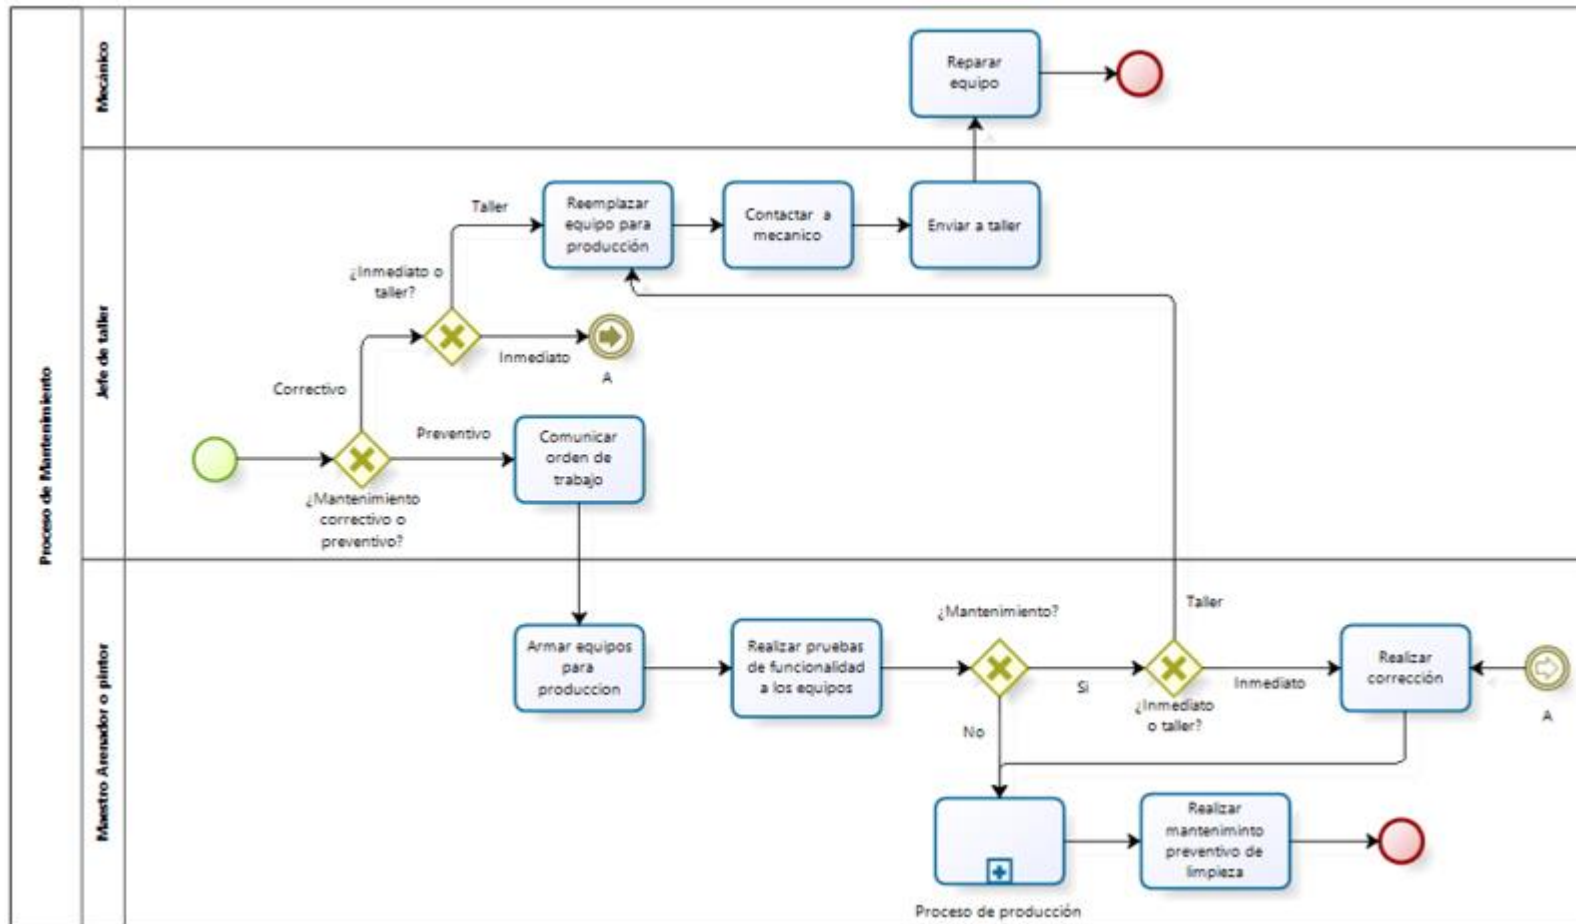 Proceso de Mantenimiento
Mecánico
Reparar
equipo
Jefe de taller
Taller
Reemplazar
equipo para
producción
Contactar a
mecanico
Enviar a taller
¿Inmediato o
taller?
Inmediato
A
Correctivo
Preventivo
Comunicar
orden de
trabajo
¿Mantenimiento
correctivo o
preventivo?
Maestro Arenador o pintor
Armar equipos
para
produccion
Realizar pruebas
de funcionalidad
a los equipos
¿Mantenimiento?
Si
No
Taller
¿Inmediato
o taller?
Inmediato
Realizar
corrección
A
Proceso de producción
Realizar
manteniminto
preventivo de
limpieza